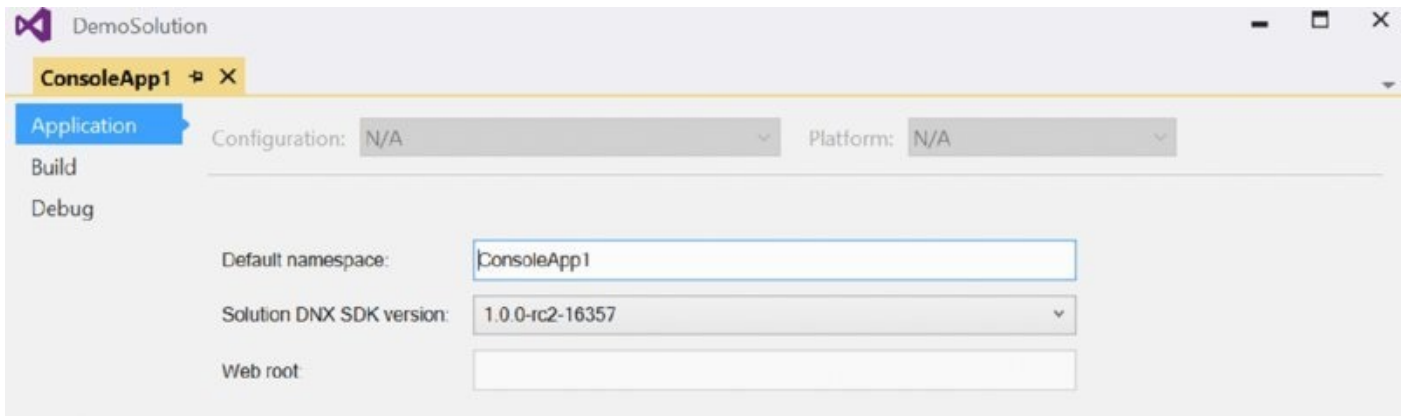 DemoSolution
ConsoleApp1
Application
Configuration: N/A Platform: N/A
Build
Debug
Default namespace: ConsoleApp1
Solution DNX SDK version: 1.0.0-rc2-16357
Web root: